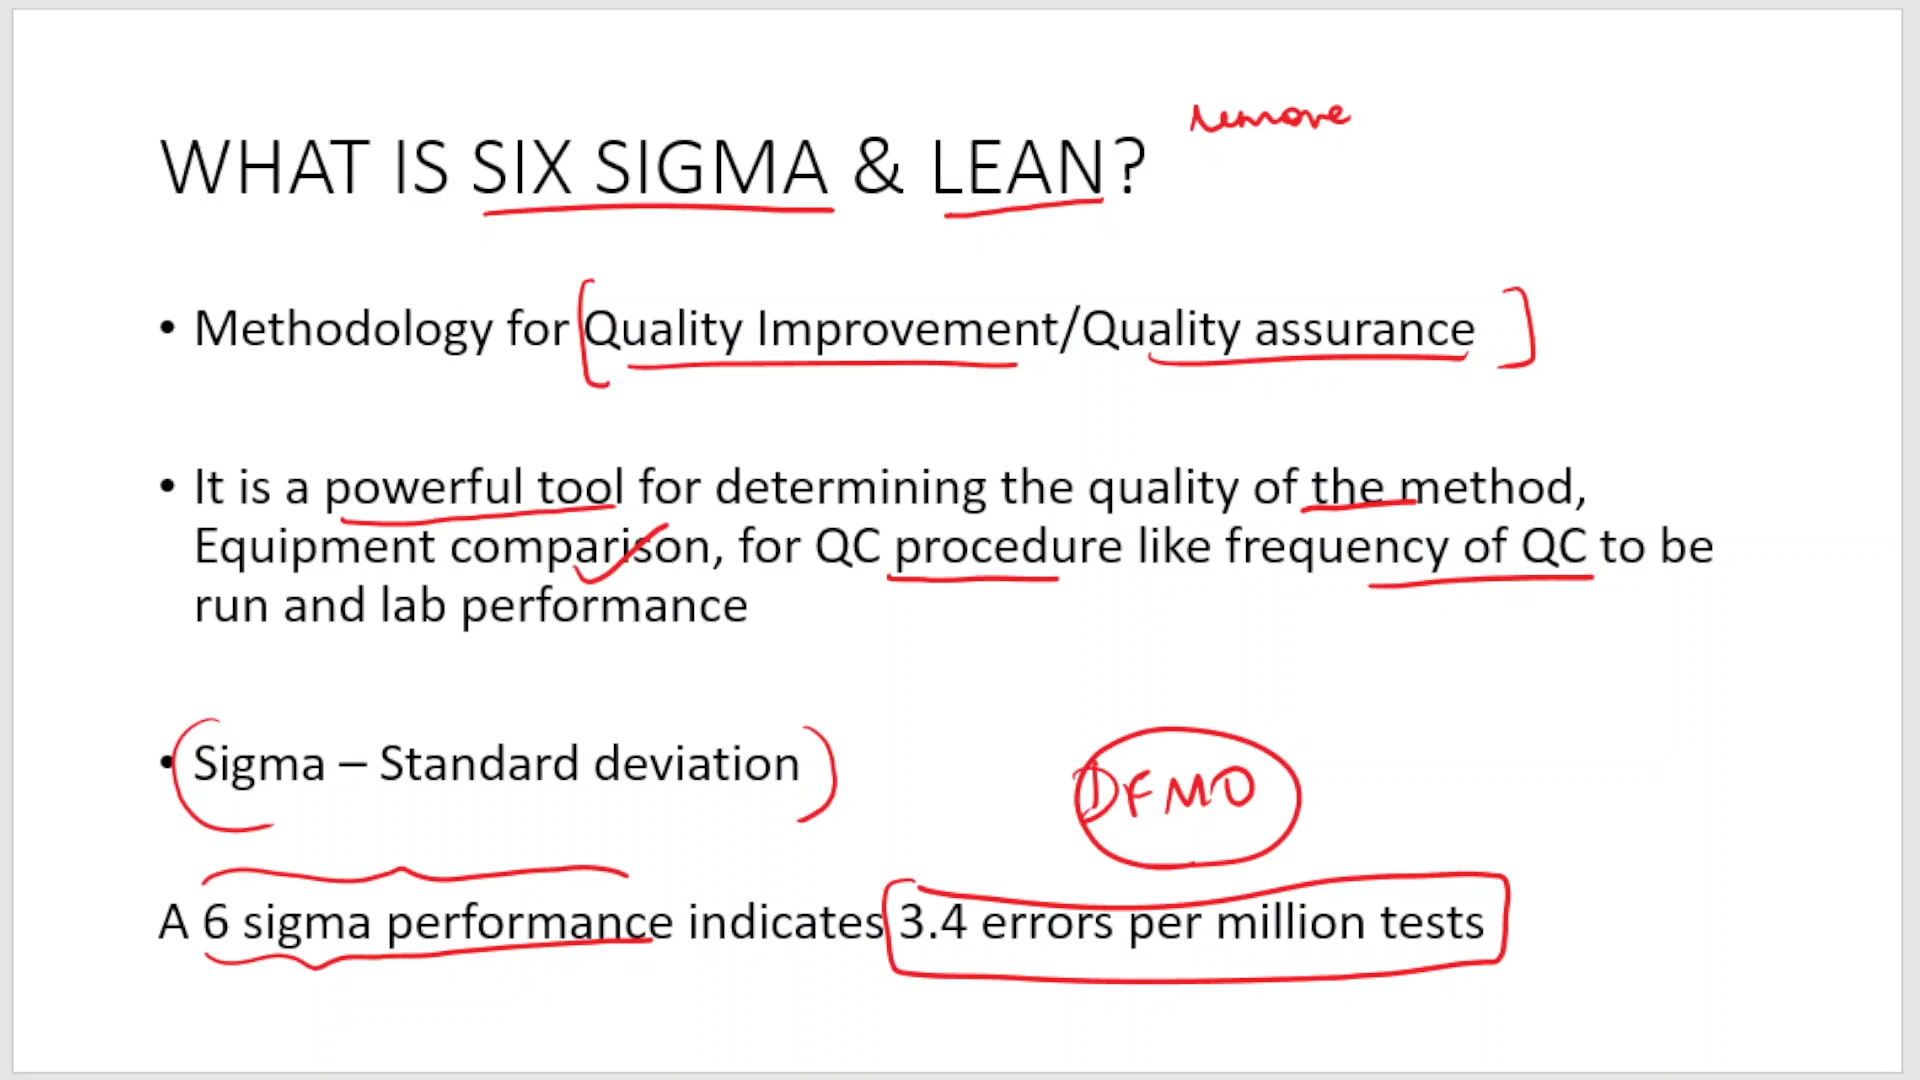 remove
WHAT IS SIX SIGMA & LEAN?
• Methodology for Quality Improvement/Quality assurance
• It is a powerful tool for determining the quality of the method,
Equipment comparison, for QC procedure like frequency of QC to be
run and lab performance
• Sigma – Standard deviation
DFMO
A 6 sigma performance indicates 3.4 errors per million tests